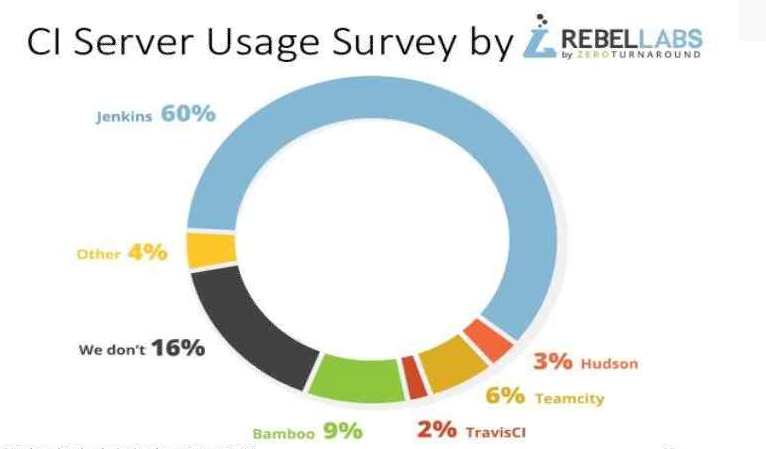 CI Server Usage Survey by
REBELLABS
by ZEROTURNAROUND
Jenkins 60%
Other 4%
We don't 16%
3% Hudson
6% Teamcity
2% TravisCI
Bamboo 9%